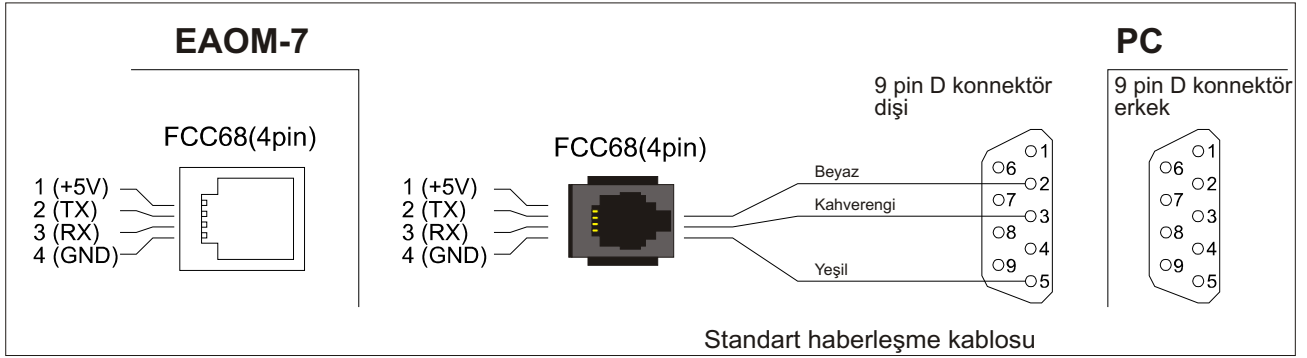 EAOM-7
FCC68(4pin)
1 (+5V)
2 (TX)
3 (RX)
4 (GND)
FCC68(4pin)
1 (+5V)
2 (TX)
3 (RX)
4 (GND)
Beyaz
Kahverengi
Yeşil
9 pin D konnektör
dişi
1
6
2
7
3
8
4
9
5
PC
9 pin D konnektör
erkek
1
6
2
7
3
8
4
9
5
Standart haberleşme kablosu